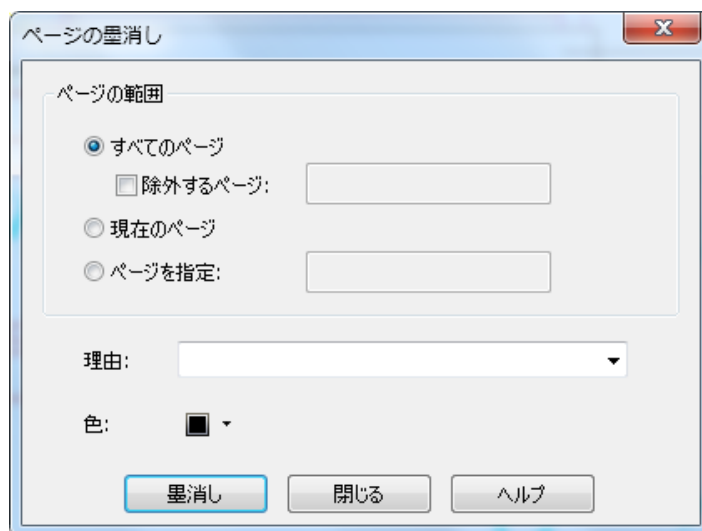 ページの墨消し
ページの範囲
すべてのページ
除外するページ:
現在のページ
ページを指定:
理由:
色:
墨消し 閉じる ヘルプ